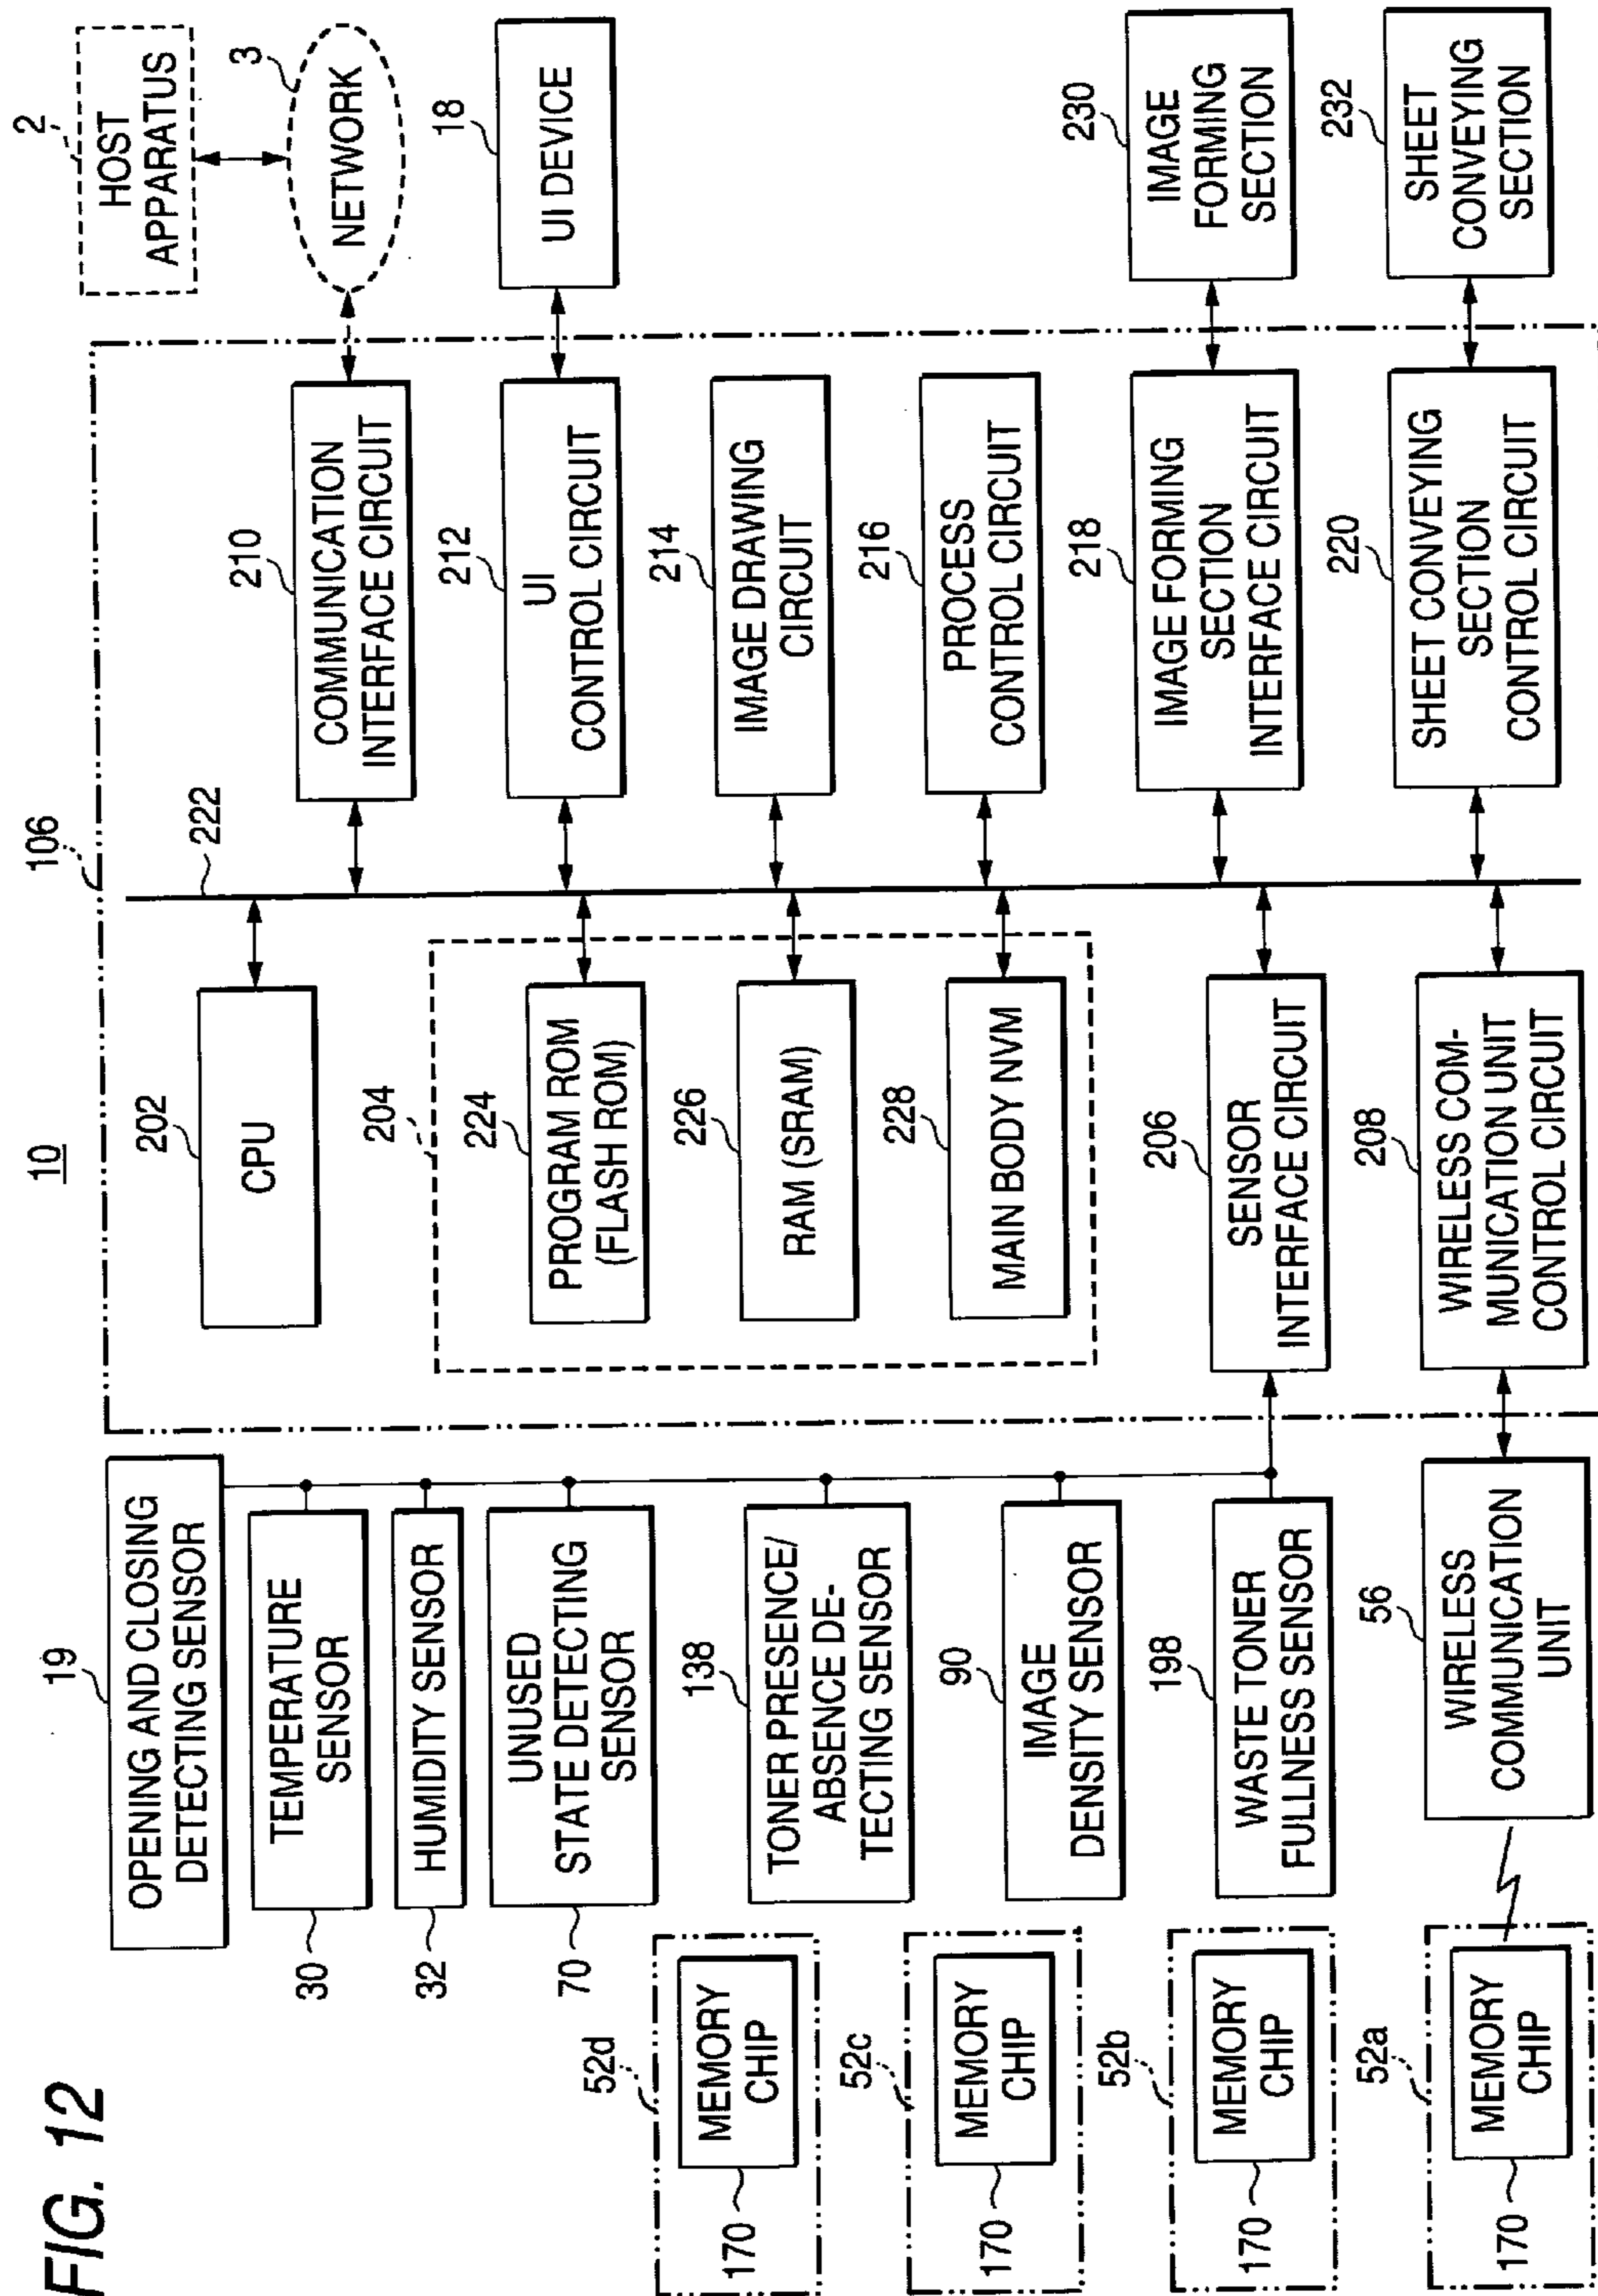 FIG. 12
10
106
2
HOST
APPARATUS
3
NETWORK
18
UI DEVICE
230
IMAGE
FORMING
SECTION
232
SHEET
CONVEYING
SECTION
210
COMMUNICATION
INTERFACE CIRCUIT
212
UI
CONTROL CIRCUIT
214
IMAGE DRAWING
CIRCUIT
216
PROCESS
CONTROL CIRCUIT
218
IMAGE FORMING
SECTION
INTERFACE CIRCUIT
220
SHEET CONVEYING
SECTION
CONTROL CIRCUIT
222
202
CPU
204
224
PROGRAM ROM
(FLASH ROM)
226
RAM (SRAM)
228
MAIN BODY NVM
206
SENSOR
INTERFACE CIRCUIT
208
WIRELESS COM-
MUNICATION UNIT
CONTROL CIRCUIT
19
OPENING AND CLOSING
DETECTING SENSOR
TEMPERATURE
SENSOR
30
HUMIDITY SENSOR
32
UNUSED
STATE DETECTING
SENSOR
70
138
TONER PRESENCE/
ABSENCE DE-
TECTING SENSOR
90
IMAGE
DENSITY SENSOR
198
WASTE TONER
FULLNESS SENSOR
56
WIRELESS
COMMUNICATION
UNIT
52d
MEMORY
CHIP
170
52c
MEMORY
CHIP
170
52b
MEMORY
CHIP
170
52a
MEMORY
CHIP
170